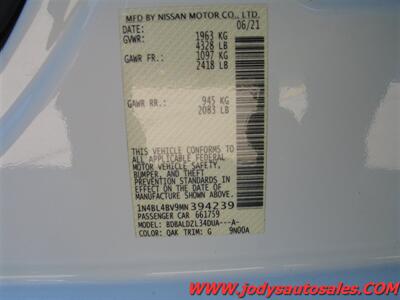 MFD BY NISSAN MOTOR CO., LTD.
DATE: 06/21
GVWR: 1963 KG
4328 LB
GAWR FR.: 1097 KG
2418 LB
GAWR RR.: 945 KG
2083 LB
THIS VEHICLE CONFORMS TO
ALL APPLICABLE FEDERAL
MOTOR VEHICLE SAFETY,
BUMPER, AND THEFT
PREVENTION STANDARDS IN
EFFECT ON THE DATE OF
MANUFACTURE SHOWN ABOVE.
1N4BL4BV9MN394239
PASSENGER CAR 661759
MODEL: BDBALDZL34DUA---A-
COLOR: QAK TRIM: G 9N00A
www.jodysautosales.com